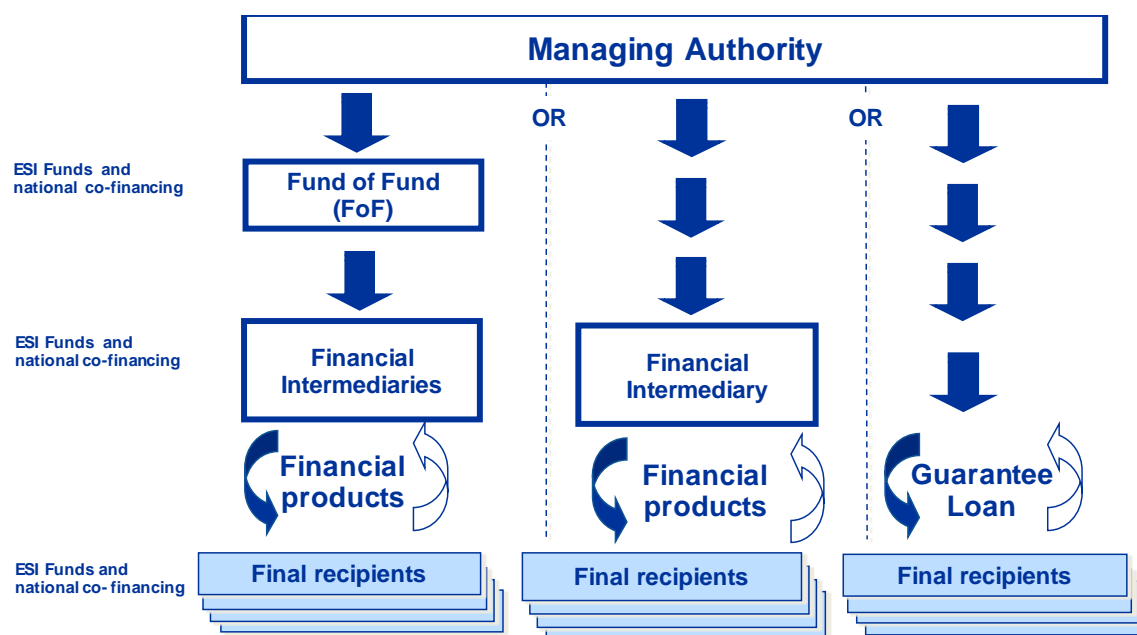 Managing Authority
OR
OR
ESI Funds and
national co-financing
Fund of Fund
(FoF)
ESI Funds and
national co-financing
Financial
Intermediaries
Financial
Intermediary
Financial
products
Financial
products
Guarantee
Loan
ESI Funds and
national co- financing
Final recipients
Final recipients
Final recipients